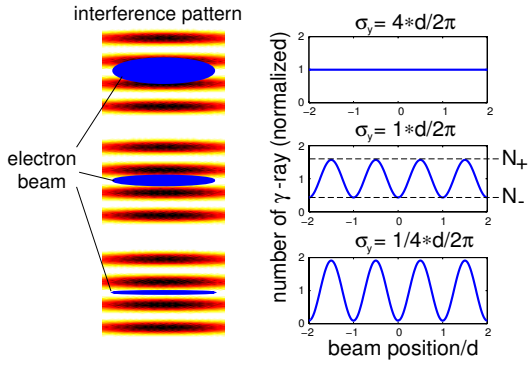 interference pattern
electron
beam
number of γ-ray (normalized)
σy = 4*d/2π
2
1
0
−2 −1 0 1 2
σy = 1*d/2π
2
1
0
−2 −1 0 1 2
N+
N-
σy = 1/4*d/2π
2
1
0
−2 −1 0 1 2
beam position/d